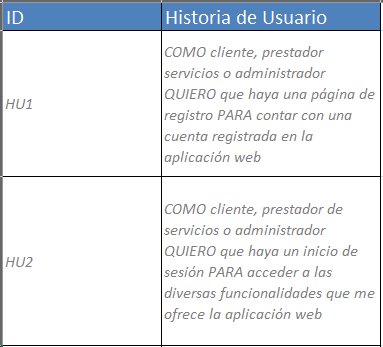 ID
Historia de Usuario
HU1
COMO cliente, prestador
servicios o administrador
QUIERO que haya una página de
registro PARA contar con una
cuenta registrada en la
aplicación web
HU2
COMO cliente, prestador de
servicios o administrador
QUIERO que haya un inicio de
sesión PARA acceder a las
diversas funcionalidades que me
ofrece la aplicación web